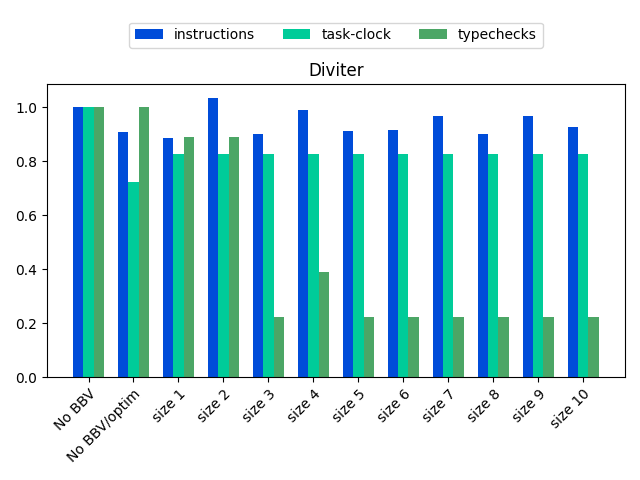 instructions task-clock typechecks
Diviter
1.0
0.8
0.6
0.4
0.2
0.0
No BBV
No BBV/optim
size 1
size 2
size 3
size 4
size 5
size 6
size 7
size 8
size 9
size 10